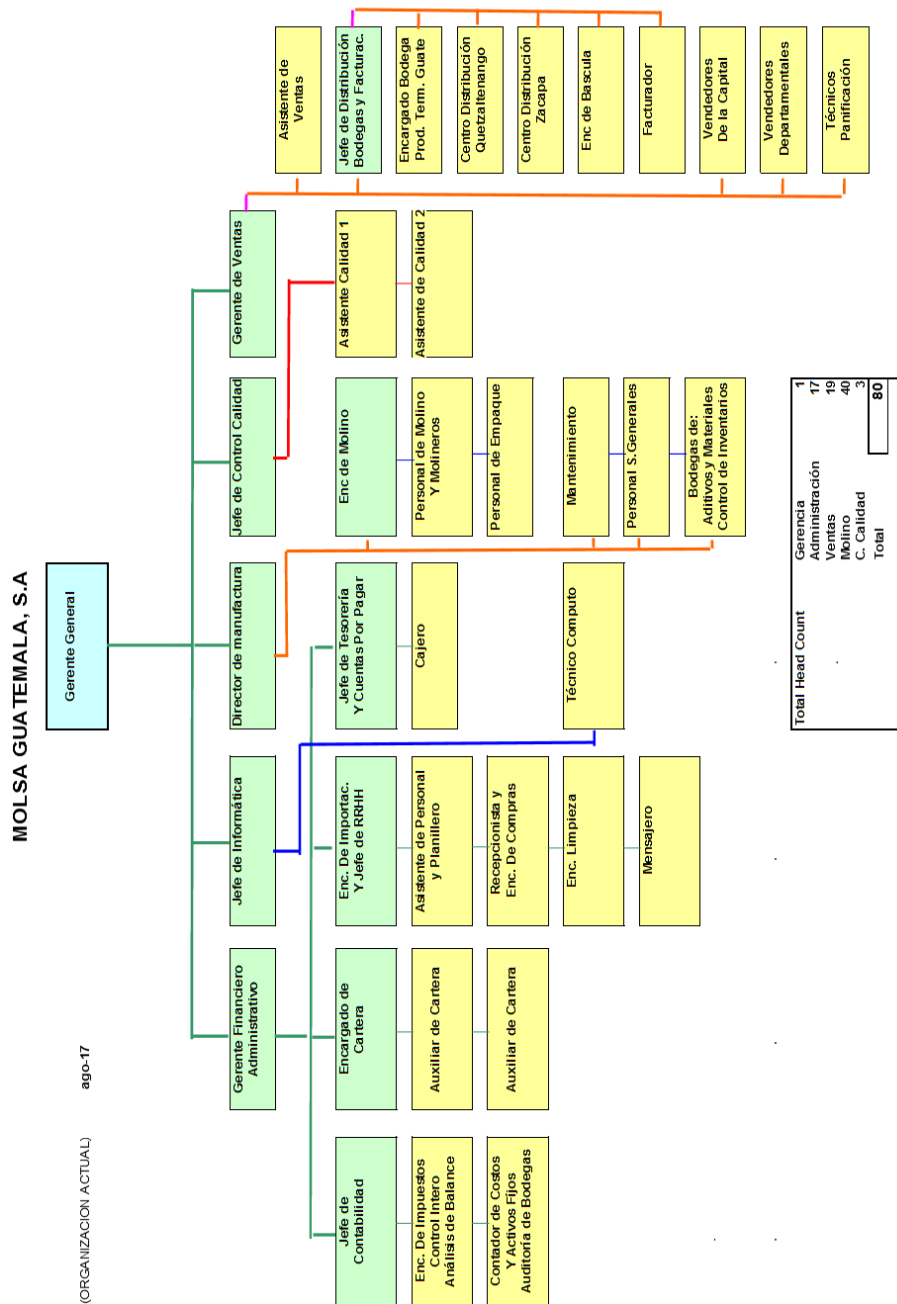 MOLSA GUATEMALA, S.A
(ORGANIZACION ACTUAL)
ago-17
Gerente General
Gerente Financiero
Administrativo
Jefe de Informática
Director de manufactura
Jefe de Control Calidad
Gerente de Ventas
Asistente de
Ventas
Jefe de Distribución
Bodegas y Facturac.
Encargado Bodega
Prod. Term. Guate
Centro Distribución
Quetzaltenango
Centro Distribución
Zacapa
Enc de Bascula
Facturador
Vendedores
De la Capital
Vendedores
Departamentales
Técnicos
Panificación
Jefe de
Contabilidad
Enc. De Impuestos
Control Intero
Análisis de Balance
Contador de Costos
Y Activos Fijos
Auditoría de Bodegas
Encargado de
Cartera
Auxiliar de Cartera
Auxiliar de Cartera
Enc. De Importac.
Y Jefe de RRHH
Asistente de Personal
y Planillero
Recepcionista y
Enc. De Compras
Enc. Limpieza
Mensajero
Jefe de Tesorería
Y Cuentas Por Pagar
Cajero
Técnico Computo
Enc de Molino
Personal de Molino
Y Molineros
Personal de Empaque
Mantenimiento
Personal S.Generales
Bodegas de:
Aditivos y Materiales
Control de Inventarios
Asistente Calidad 1
Asistente de Calidad 2
Total Head Count Gerencia 1
Administración 17
Ventas 19
Molino 40
C. Calidad 3
Total 80